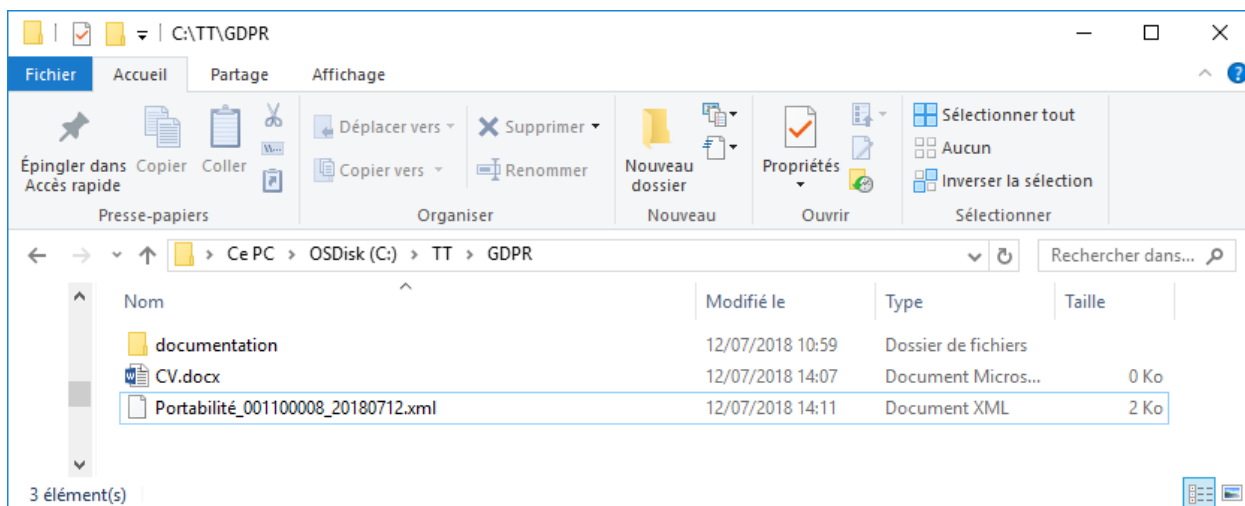 C:\TT\GDPR
Fichier Accueil Partage Affichage
Épingler dans Accès rapide
Copier
Coller
Presse-papiers
Déplacer vers
Copier vers
Supprimer
Renommer
Organiser
Nouveau dossier
Nouveau
Propriétés
Ouvrir
Sélectionner tout
Aucun
Inverser la sélection
Sélectionner
Ce PC > OSDisk (C:) > TT > GDPR
Rechercher dans...
Nom Modifié le Type Taille
documentation 12/07/2018 10:59 Dossier de fichiers
CV.docx 12/07/2018 14:07 Document Micros... 0 Ko
Portabilité_001100008_20180712.xml 12/07/2018 14:11 Document XML 2 Ko
3 élément(s)